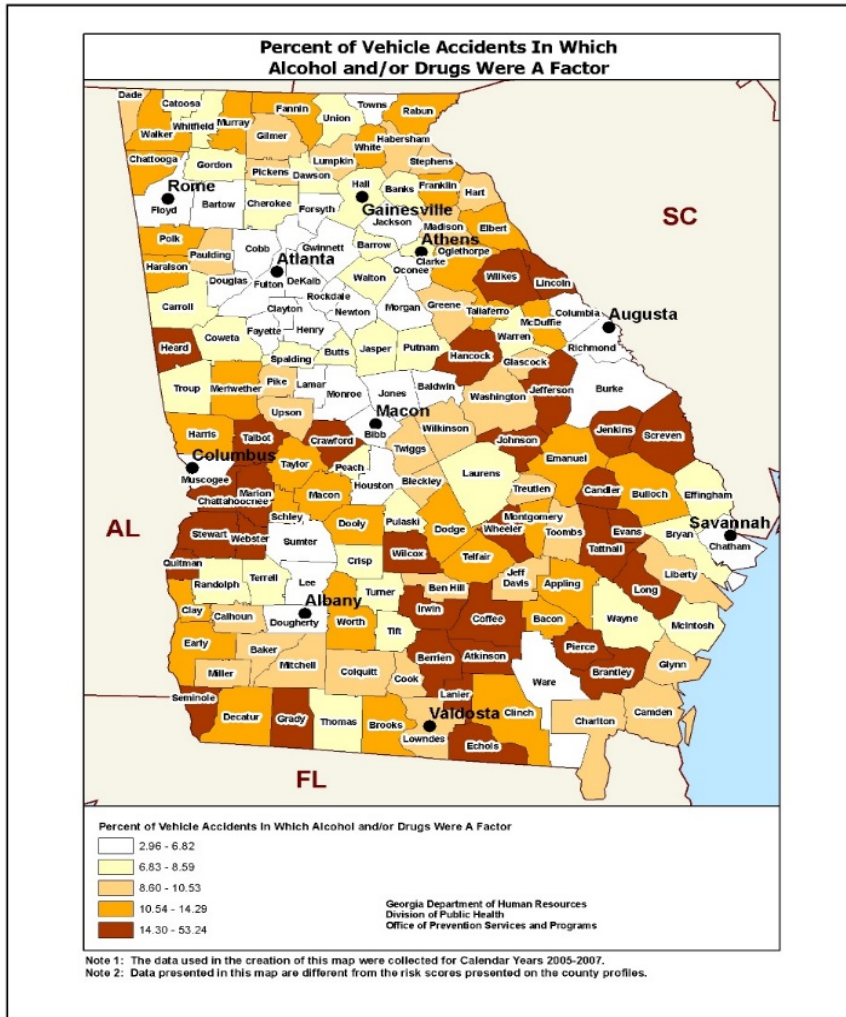 Percent of Vehicle Accidents In Which
Alcohol and/or Drugs Were A Factor
Dade
Catoosa
Fannin
Towns
Rabun
Union
Murray
Whitfield
Walker
Gilmer
Habersham
White
Chattooga
Lumpkin
Stephens
Gordon
Pickens
Dawson
Rome
Hall
Banks
Franklin
Hart
Floyd
Bartow
Cherokee
Forsyth
Gainesville
SC
Jackson
Madison
Elbert
Polk
Cobb
Gwinnett
Barrow
Athens
Paulding
Atlanta
Clarke
Oglethorpe
Haralson
Oconee
Wilkes
Lincoln
Douglas
Fulton
DeKalb
Walton
Rockdale
Carroll
Clayton
Newton
Morgan
Greene
Taliaferro
McDuffie
Columbia
Augusta
Fayette
Henry
Warren
Richmond
Heard
Coweta
Spalding
Butts
Jasper
Putnam
Hancock
Glascock
Troup
Meriwether
Pike
Lamar
Monroe
Jones
Baldwin
Jefferson
Burke
Washington
Upson
Macon
Wilkinson
Jenkins
Screven
Harris
Talbot
Crawford
Bibb
Twiggs
Johnson
Columbus
Taylor
Peach
Emanuel
Muscogee
Marion
Houston
Bleckley
Laurens
Candler
Bulloch
Effingham
Chattahoochee
Macon
Treutlen
Schley
Dooly
Pulaski
Montgomery
Savannah
AL
Stewart
Webster
Sumter
Dodge
Wheeler
Toombs
Evans
Bryan
Chatham
Wilcox
Telfair
Tattnall
Quitman
Crisp
Randolph
Terrell
Lee
Turner
Ben Hill
Jeff
Davis
Appling
Long
Liberty
Clay
Calhoun
Albany
Irwin
Coffee
Bacon
Wayne
McIntosh
Dougherty
Worth
Tift
Early
Baker
Berrien
Atkinson
Pierce
Mitchell
Brantley
Glynn
Miller
Colquitt
Cook
Ware
Lanier
Seminole
Decatur
Grady
Thomas
Brooks
Valdosta
Clinch
Charlton
Camden
Lowndes
Echols
FL
Percent of Vehicle Accidents In Which Alcohol and/or Drugs Were A Factor
2.96 - 6.82
6.83 - 8.59
8.60 - 10.53
10.54 - 14.29
14.30 - 53.24
Georgia Department of Human Resources
Division of Public Health
Office of Prevention Services and Programs
Note 1: The data used in the creation of this map were collected for Calendar Years 2005-2007.
Note 2: Data presented in this map are different from the risk scores presented on the county profiles.